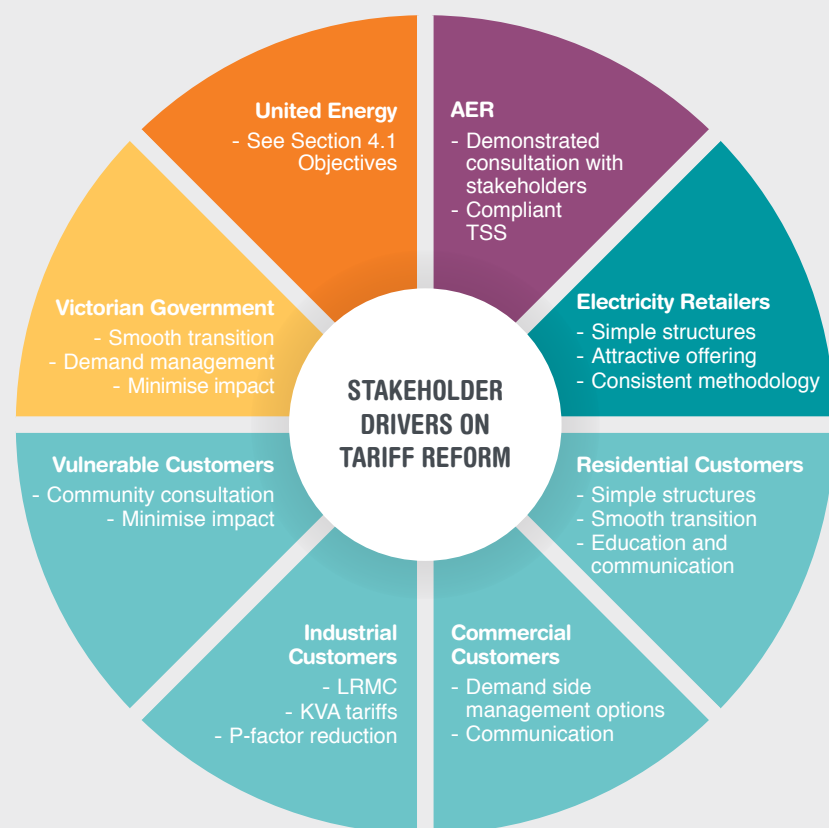 United Energy
- See Section 4.1
Objectives
AER
- Demonstrated
consultation with
stakeholders
- Compliant
TSS
Victorian Government
- Smooth transition
- Demand management
- Minimise impact
Electricity Retailers
- Simple structures
- Attractive offering
- Consistent methodology
STAKEHOLDER
DRIVERS ON
TARIFF REFORM
Vulnerable Customers
- Community consultation
- Minimise impact
Residential Customers
- Simple structures
- Smooth transition
- Education and
communication
Industrial
Customers
- LRMC
- KVA tariffs
- P-factor reduction
Commercial
Customers
- Demand side
management options
- Communication